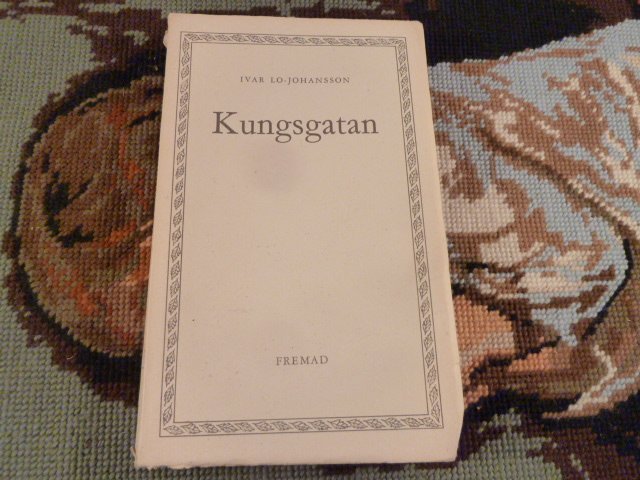 IVAR LO-JOHANSSON
Kungsgatan
FREMAD